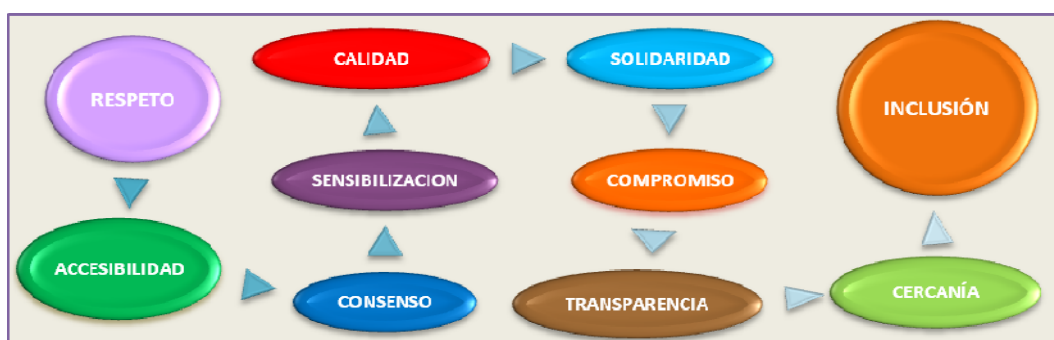 RESPETO
ACCESIBILIDAD
CONSENSO
SENSIBILIZACION
CALIDAD
SOLIDARIDAD
COMPROMISO
TRANSPARENCIA
CERCANÍA
INCLUSIÓN